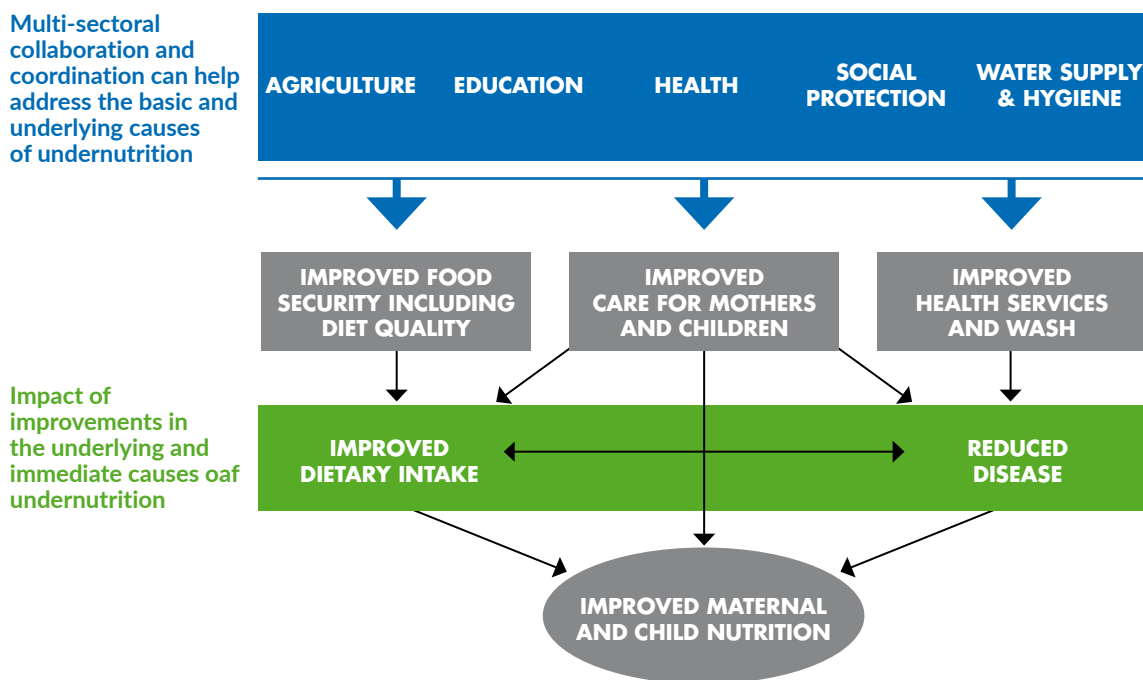 Multi-sectoral
collaboration and
coordination can help
address the basic and
underlying causes
of undernutrition
AGRICULTURE
EDUCATION
HEALTH
SOCIAL
PROTECTION
WATER SUPPLY
& HYGIENE
IMPROVED FOOD
SECURITY INCLUDING
DIET QUALITY
IMPROVED
CARE FOR MOTHERS
AND CHILDREN
IMPROVED
HEALTH SERVICES
AND WASH
Impact of
improvements in
the underlying and
immediate causes oaf
undernutrition
IMPROVED
DIETARY INTAKE
REDUCED
DISEASE
IMPROVED MATERNAL
AND CHILD NUTRITION